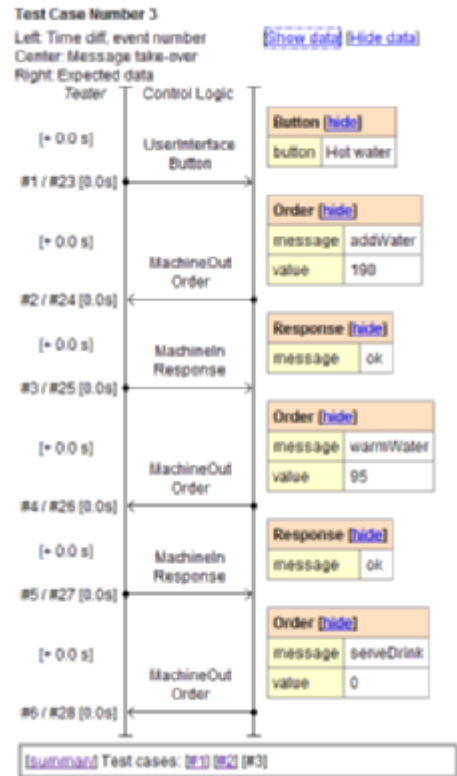 Test Case Number 3
Left: Time diff, event number
[Show data] [Hide data]
Center: Message take-over
Right: Expected data
Tester
Control Logic
[+ 0.0 s]
UserInterface
Button
Button [hide]
button Hot water
#1 / #23 [0.0s]
[+ 0.0 s]
MachineOut
Order
Order [hide]
message addWater
value 190
#2 / #24 [0.0s]
[+ 0.0 s]
MachineIn
Response
Response [hide]
message ok
#3 / #25 [0.0s]
[+ 0.0 s]
MachineOut
Order
Order [hide]
message warmWater
value 95
#4 / #26 [0.0s]
[+ 0.0 s]
MachineIn
Response
Response [hide]
message ok
#5 / #27 [0.0s]
[+ 0.0 s]
MachineOut
Order
Order [hide]
message serveDrink
value 0
#6 / #28 [0.0s]
[summary] Test cases: [#1] [#2] [#3]